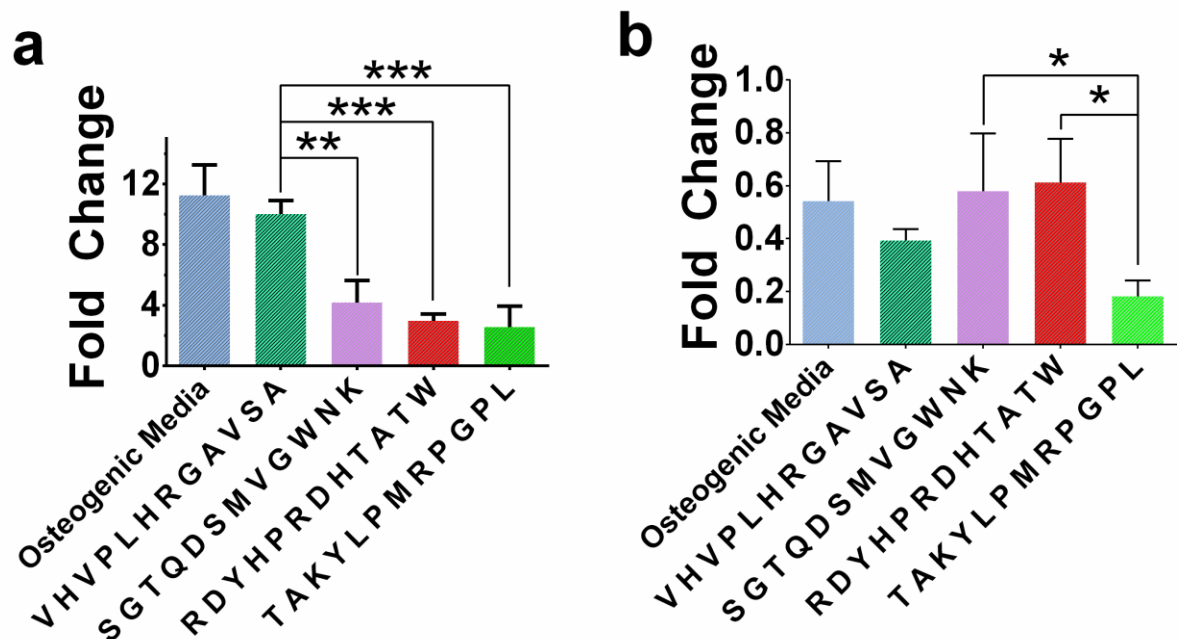 a
Fold Change
12
8
4
0
***
***
**
Osteogenic Media
V H V P L H R G A V S A
S G T Q D S M V G W N K
R D Y H P R D H T A T W
T A K Y L P M R P G P L
b
Fold Change
1.0
0.8
0.6
0.4
0.2
0.0
*
*
Osteogenic Media
V H V P L H R G A V S A
S G T Q D S M V G W N K
R D Y H P R D H T A T W
T A K Y L P M R P G P L